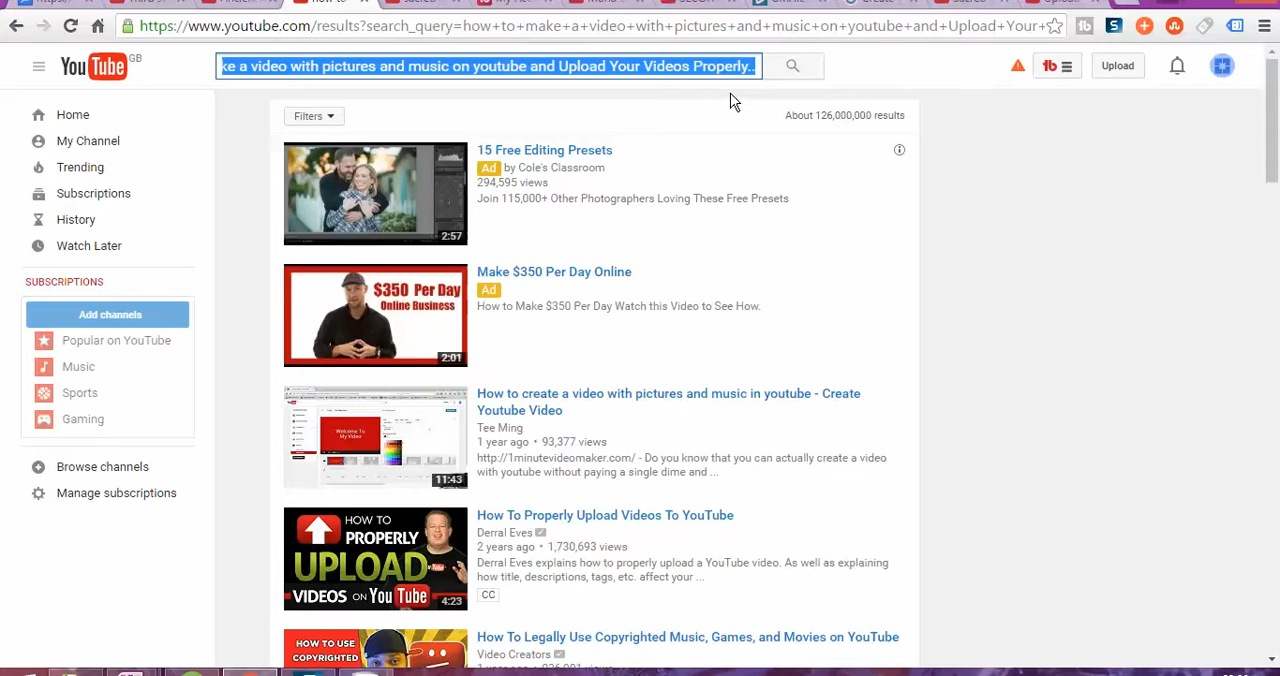 https://www.youtube.com/results?search_query=how+to+make+a+video+with+pictures+and+music+on+youtube+and+Upload+Your+
YouTube GB
ke a video with pictures and music on youtube and Upload Your Videos Properly..
Upload
Home
My Channel
Trending
Subscriptions
History
Watch Later
SUBSCRIPTIONS
Add channels
Popular on YouTube
Music
Sports
Gaming
Browse channels
Manage subscriptions
Filters
About 126,000,000 results
2:57
15 Free Editing Presets
Ad by Cole's Classroom
294,595 views
Join 115,000+ Other Photographers Loving These Free Presets
$350 Per Day
Online Business
2:01
Make $350 Per Day Online
Ad
How to Make $350 Per Day Watch this Video to See How.
Welcome To
My Video
11:43
How to create a video with pictures and music in youtube - Create
Youtube Video
Tee Ming
1 year ago • 93,377 views
http://1minutevideomaker.com/ - Do you know that you can actually create a video
with youtube without paying a single dime and ...
HOW TO
PROPERLY
UPLOAD
VIDEOS ON YouTube
4:23
How To Properly Upload Videos To YouTube
Derral Eves
2 years ago • 1,730,693 views
Derral Eves explains how to properly upload a YouTube video. As well as explaining
how title, descriptions, tags, etc. affect your ...
CC
HOW TO USE
COPYRIGHTED
How To Legally Use Copyrighted Music, Games, and Movies on YouTube
Video Creators